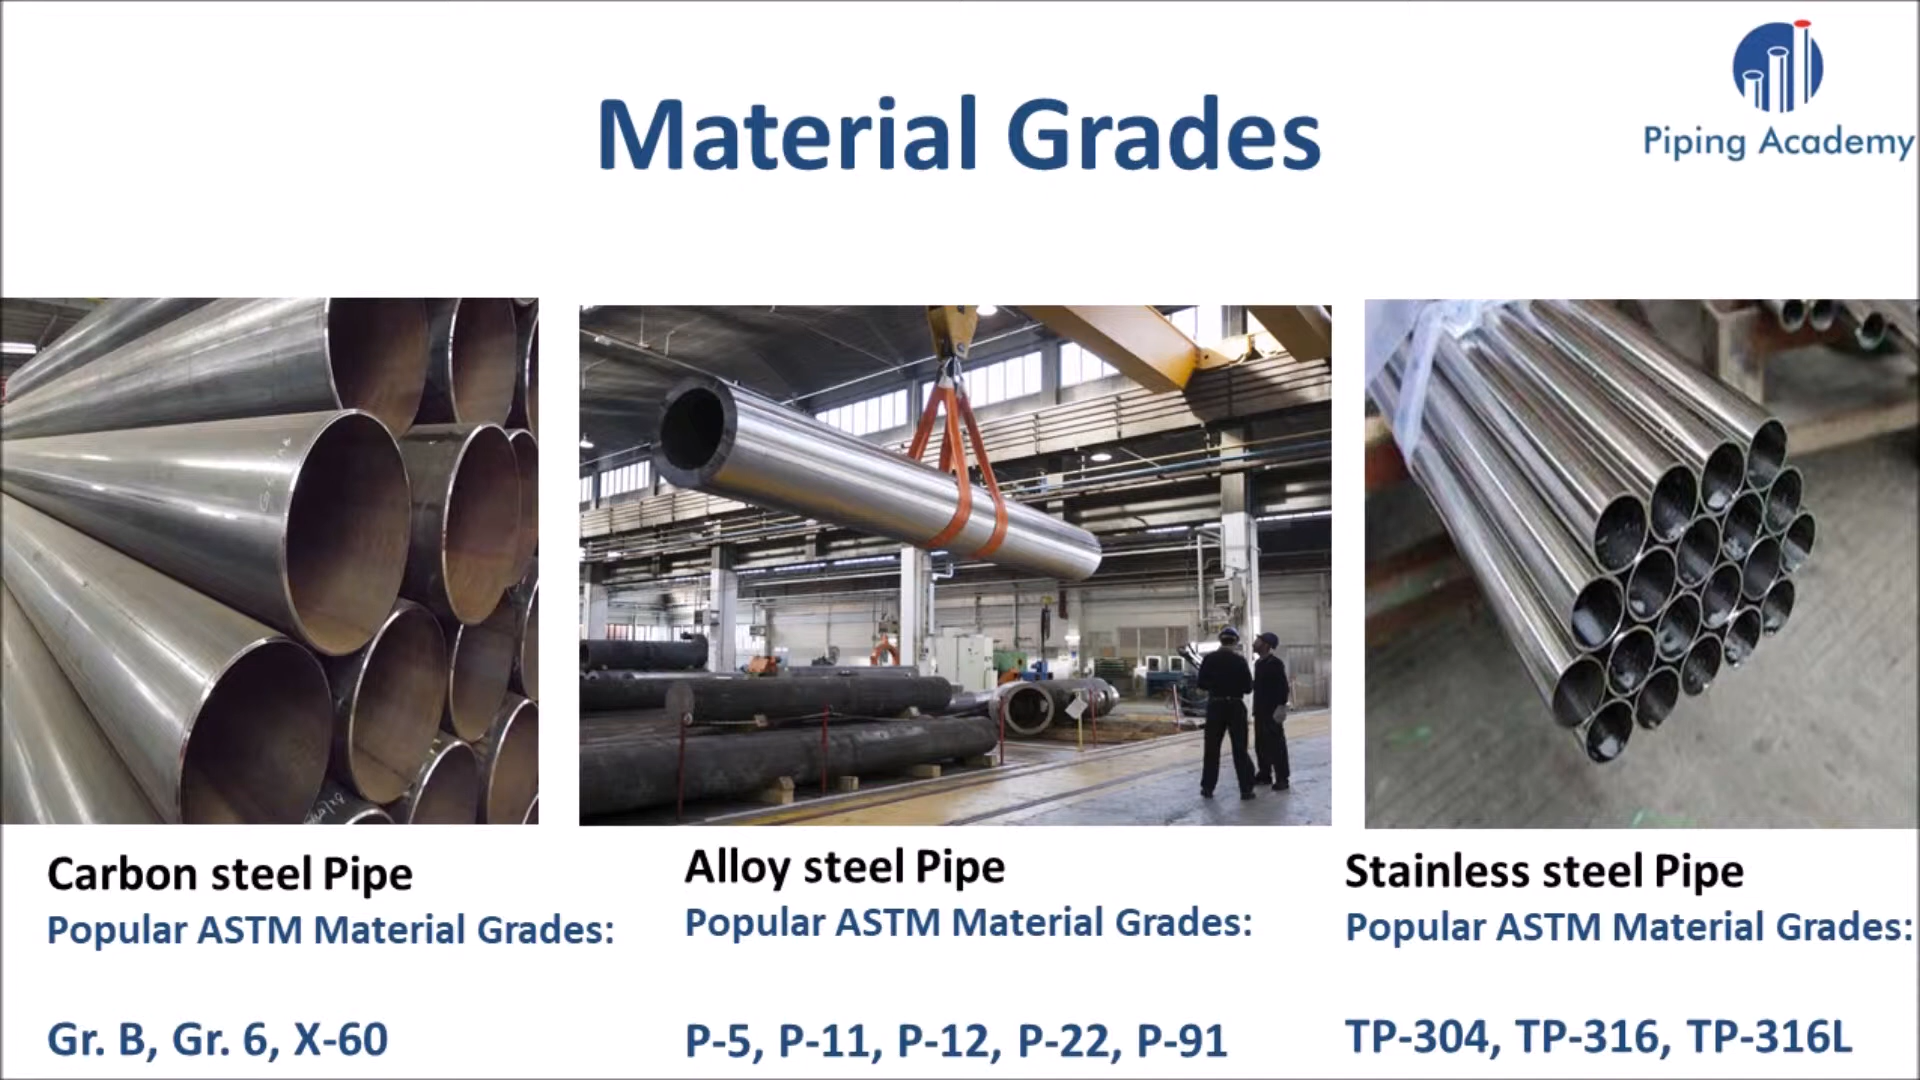 Material Grades
Piping Academy
Carbon steel Pipe
Popular ASTM Material Grades:
Gr. B, Gr. 6, X-60
Alloy steel Pipe
Popular ASTM Material Grades:
P-5, P-11, P-12, P-22, P-91
Stainless steel Pipe
Popular ASTM Material Grades:
TP-304, TP-316, TP-316L